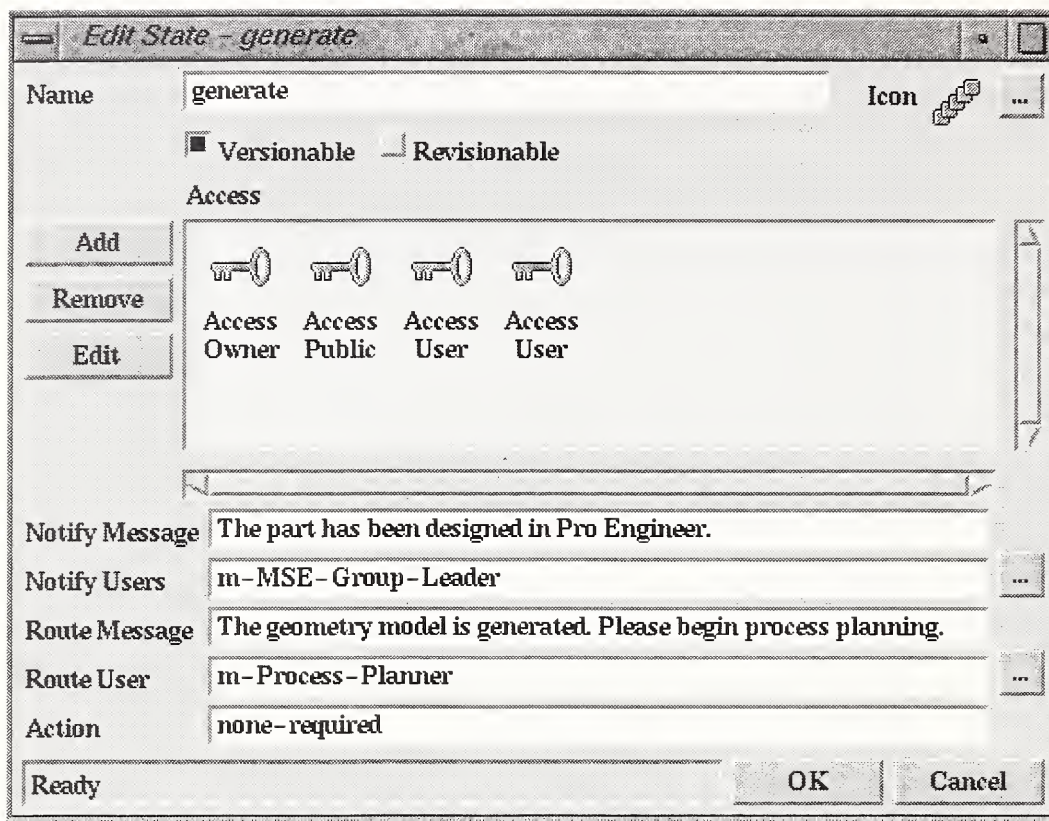 Edit State - generate
Name generate Icon ...
Versionable Revisionable
Access
Add
Remove
Edit
Access Access Access Access
Owner Public User User
Notify Message The part has been designed in Pro Engineer.
Notify Users m-MSE-Group-Leader ...
Route Message The geometry model is generated. Please begin process planning.
Route User m-Process-Planner ...
Action none-required
Ready OK Cancel